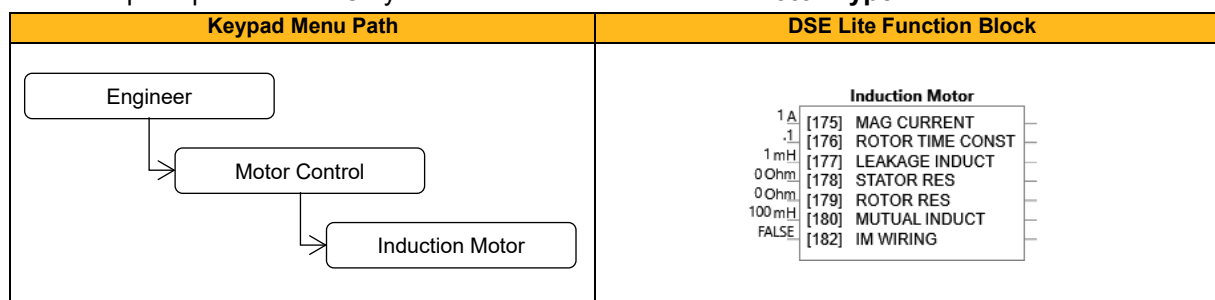 Keypad Menu Path
DSE Lite Function Block
Engineer
Motor Control
Induction Motor
Induction Motor
1 A [175] MAG CURRENT
.1 [176] ROTOR TIME CONST
1 mH [177] LEAKAGE INDUCT
0 Ohm [178] STATOR RES
0 Ohm [179] ROTOR RES
100 mH [180] MUTUAL INDUCT
FALSE [182] IM WIRING